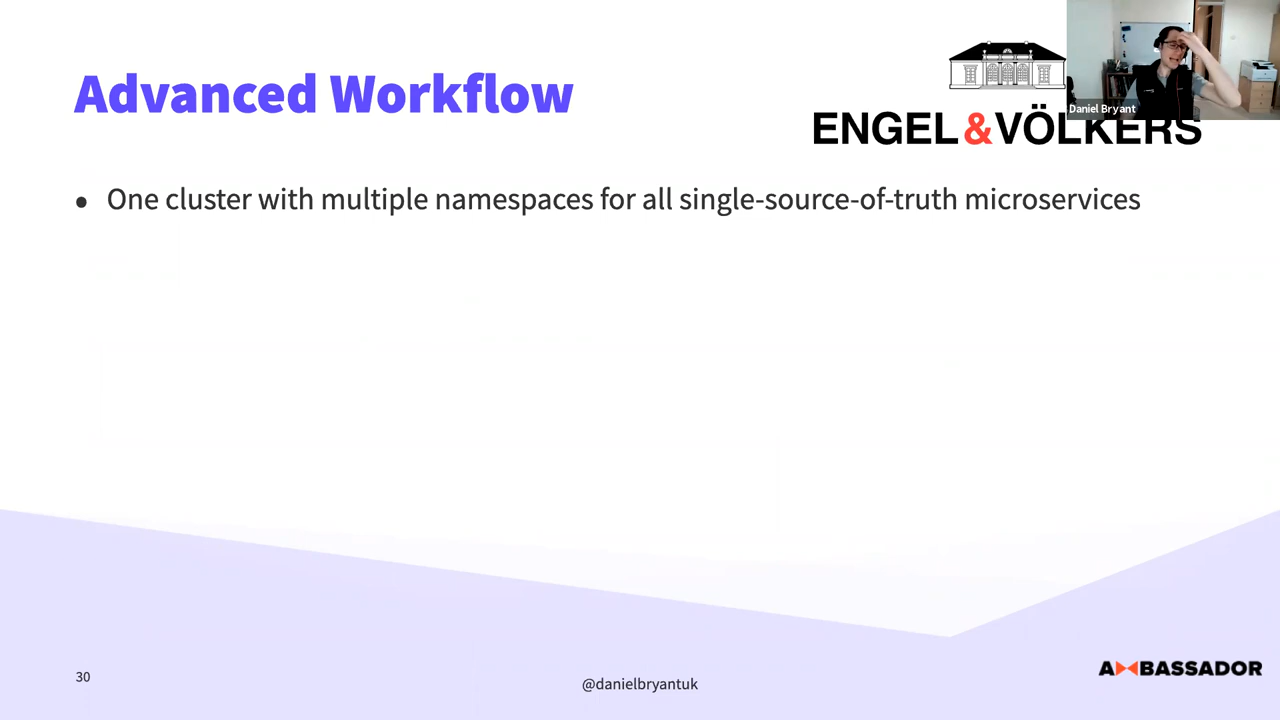 Advanced Workflow
ENGEL&VÖLKERS
Daniel Bryant
• One cluster with multiple namespaces for all single-source-of-truth microservices
30
@danielbryantuk
AMBASSADOR